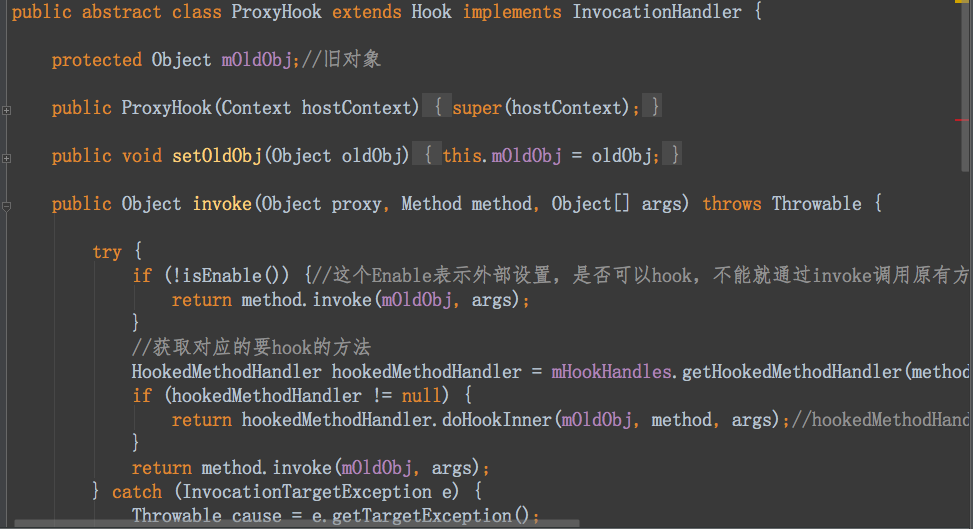 public abstract class ProxyHook extends Hook implements InvocationHandler {
protected Object mOldObj;//旧对象
public ProxyHook(Context hostContext) { super(hostContext); }
public void setOldObj(Object oldObj) { this.mOldObj = oldObj; }
public Object invoke(Object proxy, Method method, Object[] args) throws Throwable {
try {
if (!isEnable()) {//这个Enable表示外部设置，是否可以hook，不能就通过invoke调用原有方
return method.invoke(mOldObj, args);
}
//获取对应的要hook的方法
HookedMethodHandler hookedMethodHandler = mHookHandles.getHookedMethodHandler(method
if (hookedMethodHandler != null) {
return hookedMethodHandler.doHookInner(mOldObj, method, args);//hookedMethodHand
}
return method.invoke(mOldObj, args);
} catch (InvocationTargetException e) {
Throwable cause = e.getTargetException();